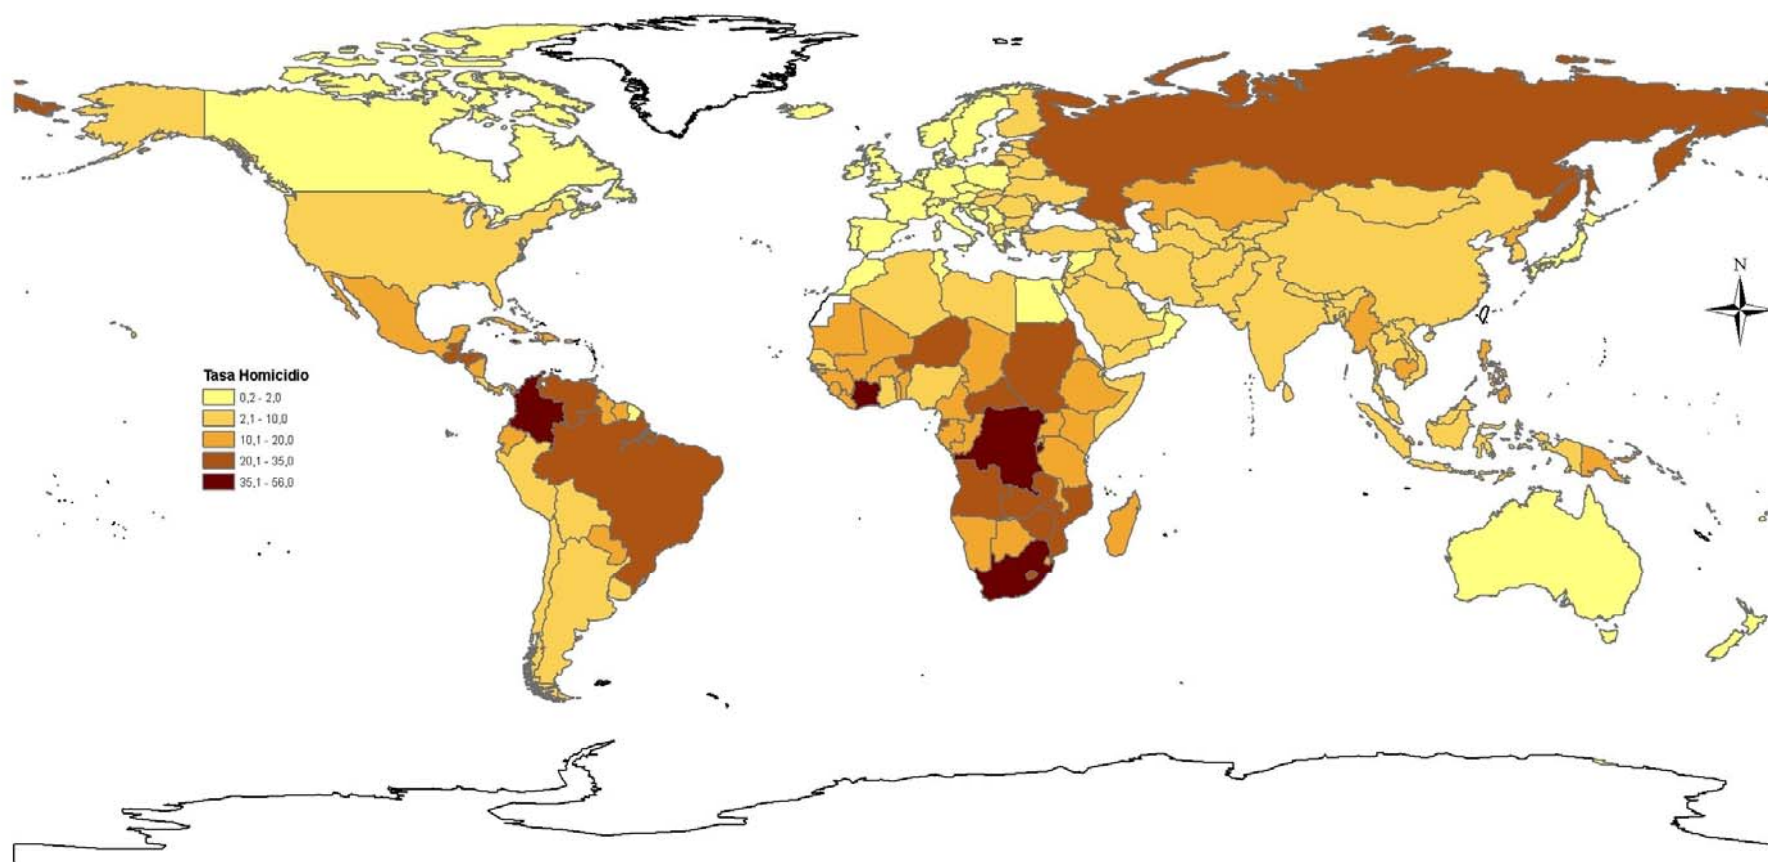 N
Tasa Homicidio
0,2 - 2,0
2,1 - 10,0
10,1 - 20,0
20,1 - 35,0
35,1 - 56,0